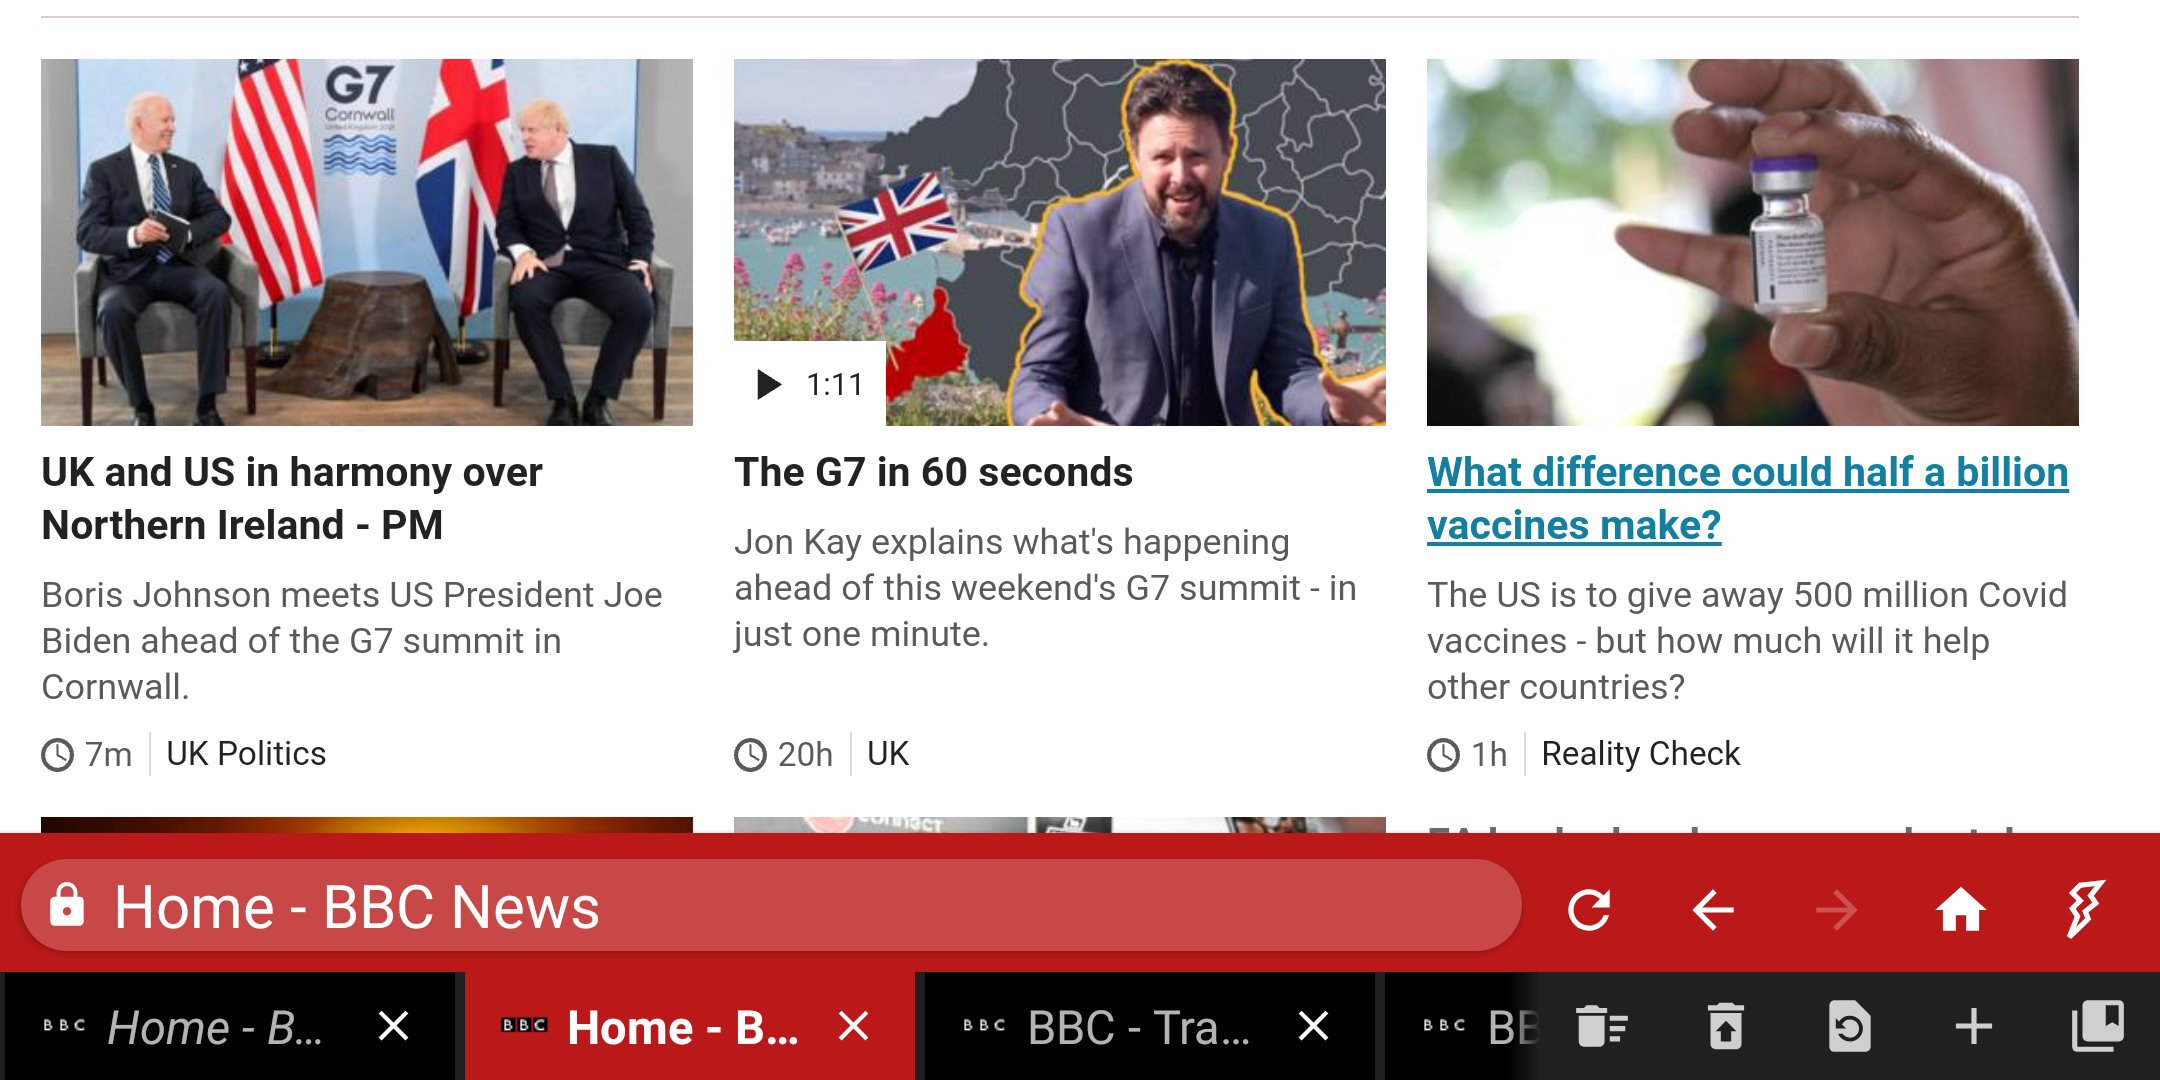 G7
Cornwall
1:11
UK and US in harmony over
Northern Ireland - PM
Boris Johnson meets US President Joe
Biden ahead of the G7 summit in
Cornwall.
7m
UK Politics
The G7 in 60 seconds
Jon Kay explains what's happening
ahead of this weekend's G7 summit - in
just one minute.
20h
UK
What difference could half a billion
vaccines make?
The US is to give away 500 million Covid
vaccines - but how much will it help
other countries?
1h
Reality Check
connect
Home - BBC News
BBC Home - B...
BBC Home - B...
BBC BBC - Tra...
BBC BB